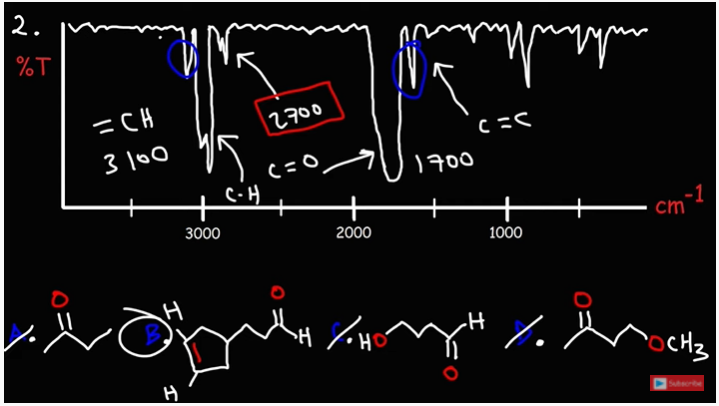 2.
%T
=CH
3100
2700
C-H
C=O
1700
C=C
cm-1
3000
2000
1000
A.
O
B.
H
H
O
H
C.
HO
H
O
D.
O
OCH3
Subscribe